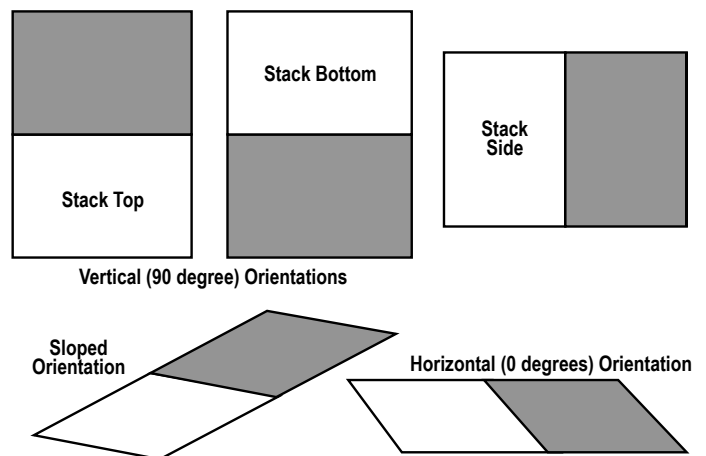 Stack Bottom
Stack
Side
Stack Top
Vertical (90 degree) Orientations
Sloped
Orientation
Horizontal (0 degrees) Orientation